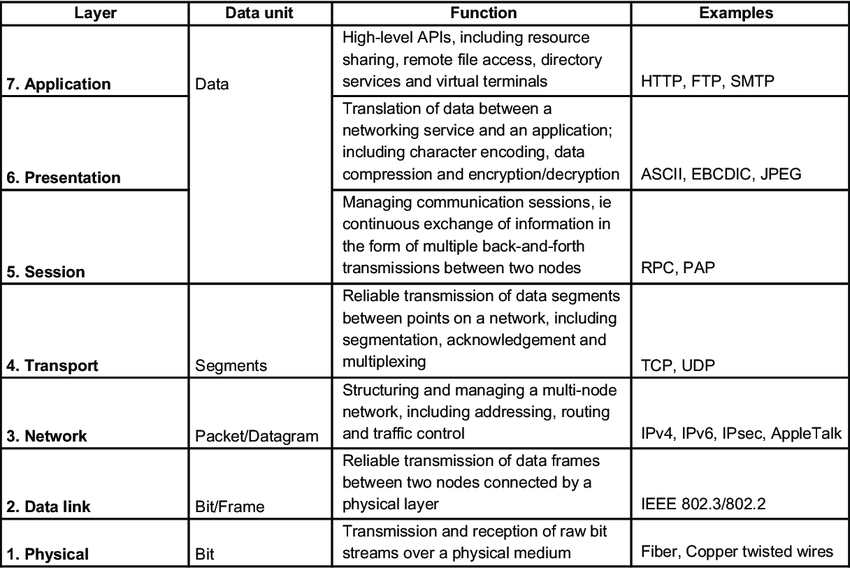 Layer Data unit Function Examples
High-level APIs, including resource
sharing, remote file access, directory
services and virtual terminals
7. Application Data HTTP, FTP, SMTP
Translation of data between a
networking service and an application;
including character encoding, data
compression and encryption/decryption
6. Presentation ASCII, EBCDIC, JPEG
Managing communication sessions, ie
continuous exchange of information in
the form of multiple back-and-forth
transmissions between two nodes
5. Session RPC, PAP
Reliable transmission of data segments
between points on a network, including
segmentation, acknowledgement and
multiplexing
4. Transport Segments TCP, UDP
Structuring and managing a multi-node
network, including addressing, routing
and traffic control
3. Network Packet/Datagram IPv4, IPv6, IPsec, AppleTalk
Reliable transmission of data frames
between two nodes connected by a
physical layer
2. Data link Bit/Frame IEEE 802.3/802.2
Transmission and reception of raw bit
streams over a physical medium
1. Physical Bit Fiber, Copper twisted wires